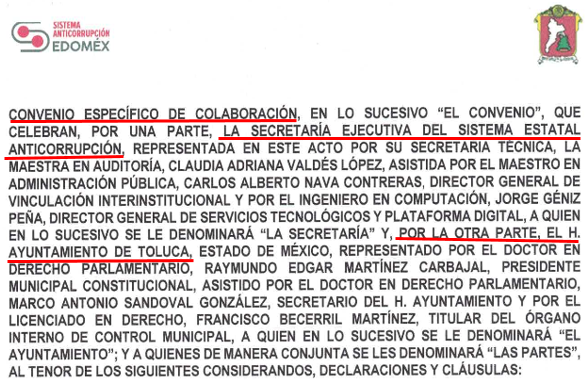 SISTEMA
ANTICORRUPCIÓN
EDOMÉX
CONVENIO ESPECÍFICO DE COLABORACIÓN, EN LO SUCESIVO “EL CONVENIO”, QUE
CELEBRAN, POR UNA PARTE, LA SECRETARÍA EJECUTIVA DEL SISTEMA ESTATAL
ANTICORRUPCIÓN, REPRESENTADA EN ESTE ACTO POR SU SECRETARIA TÉCNICA, LA
MAESTRA EN AUDITORÍA, CLAUDIA ADRIANA VALDÉS LÓPEZ, ASISTIDA POR EL MAESTRO EN
ADMINISTRACIÓN PÚBLICA, CARLOS ALBERTO NAVA CONTRERAS, DIRECTOR GENERAL DE
VINCULACIÓN INTERINSTITUCIONAL Y POR EL INGENIERO EN COMPUTACIÓN, JORGE GÉNIZ
PEÑA, DIRECTOR GENERAL DE SERVICIOS TECNOLÓGICOS Y PLATAFORMA DIGITAL, A QUIEN
EN LO SUCESIVO SE LE DENOMINARÁ “LA SECRETARÍA” Y, POR LA OTRA PARTE, EL H.
AYUNTAMIENTO DE TOLUCA, ESTADO DE MÉXICO, REPRESENTADO POR EL DOCTOR EN
DERECHO PARLAMENTARIO, RAYMUNDO EDGAR MARTÍNEZ CARBAJAL, PRESIDENTE
MUNICIPAL CONSTITUCIONAL, ASISTIDO POR EL DOCTOR EN DERECHO PARLAMENTARIO,
MARCO ANTONIO SANDOVAL GONZÁLEZ, SECRETARIO DEL H. AYUNTAMIENTO Y POR EL
LICENCIADO EN DERECHO, FRANCISCO BECERRIL MARTÍNEZ, TITULAR DEL ÓRGANO
INTERNO DE CONTROL MUNICIPAL, A QUIEN EN LO SUCESIVO SE LE DENOMINARÁ “EL
AYUNTAMIENTO”; Y A QUIENES DE MANERA CONJUNTA SE LES DENOMINARÁ “LAS PARTES”,
AL TENOR DE LOS SIGUIENTES CONSIDERANDOS, DECLARACIONES Y CLÁUSULAS: